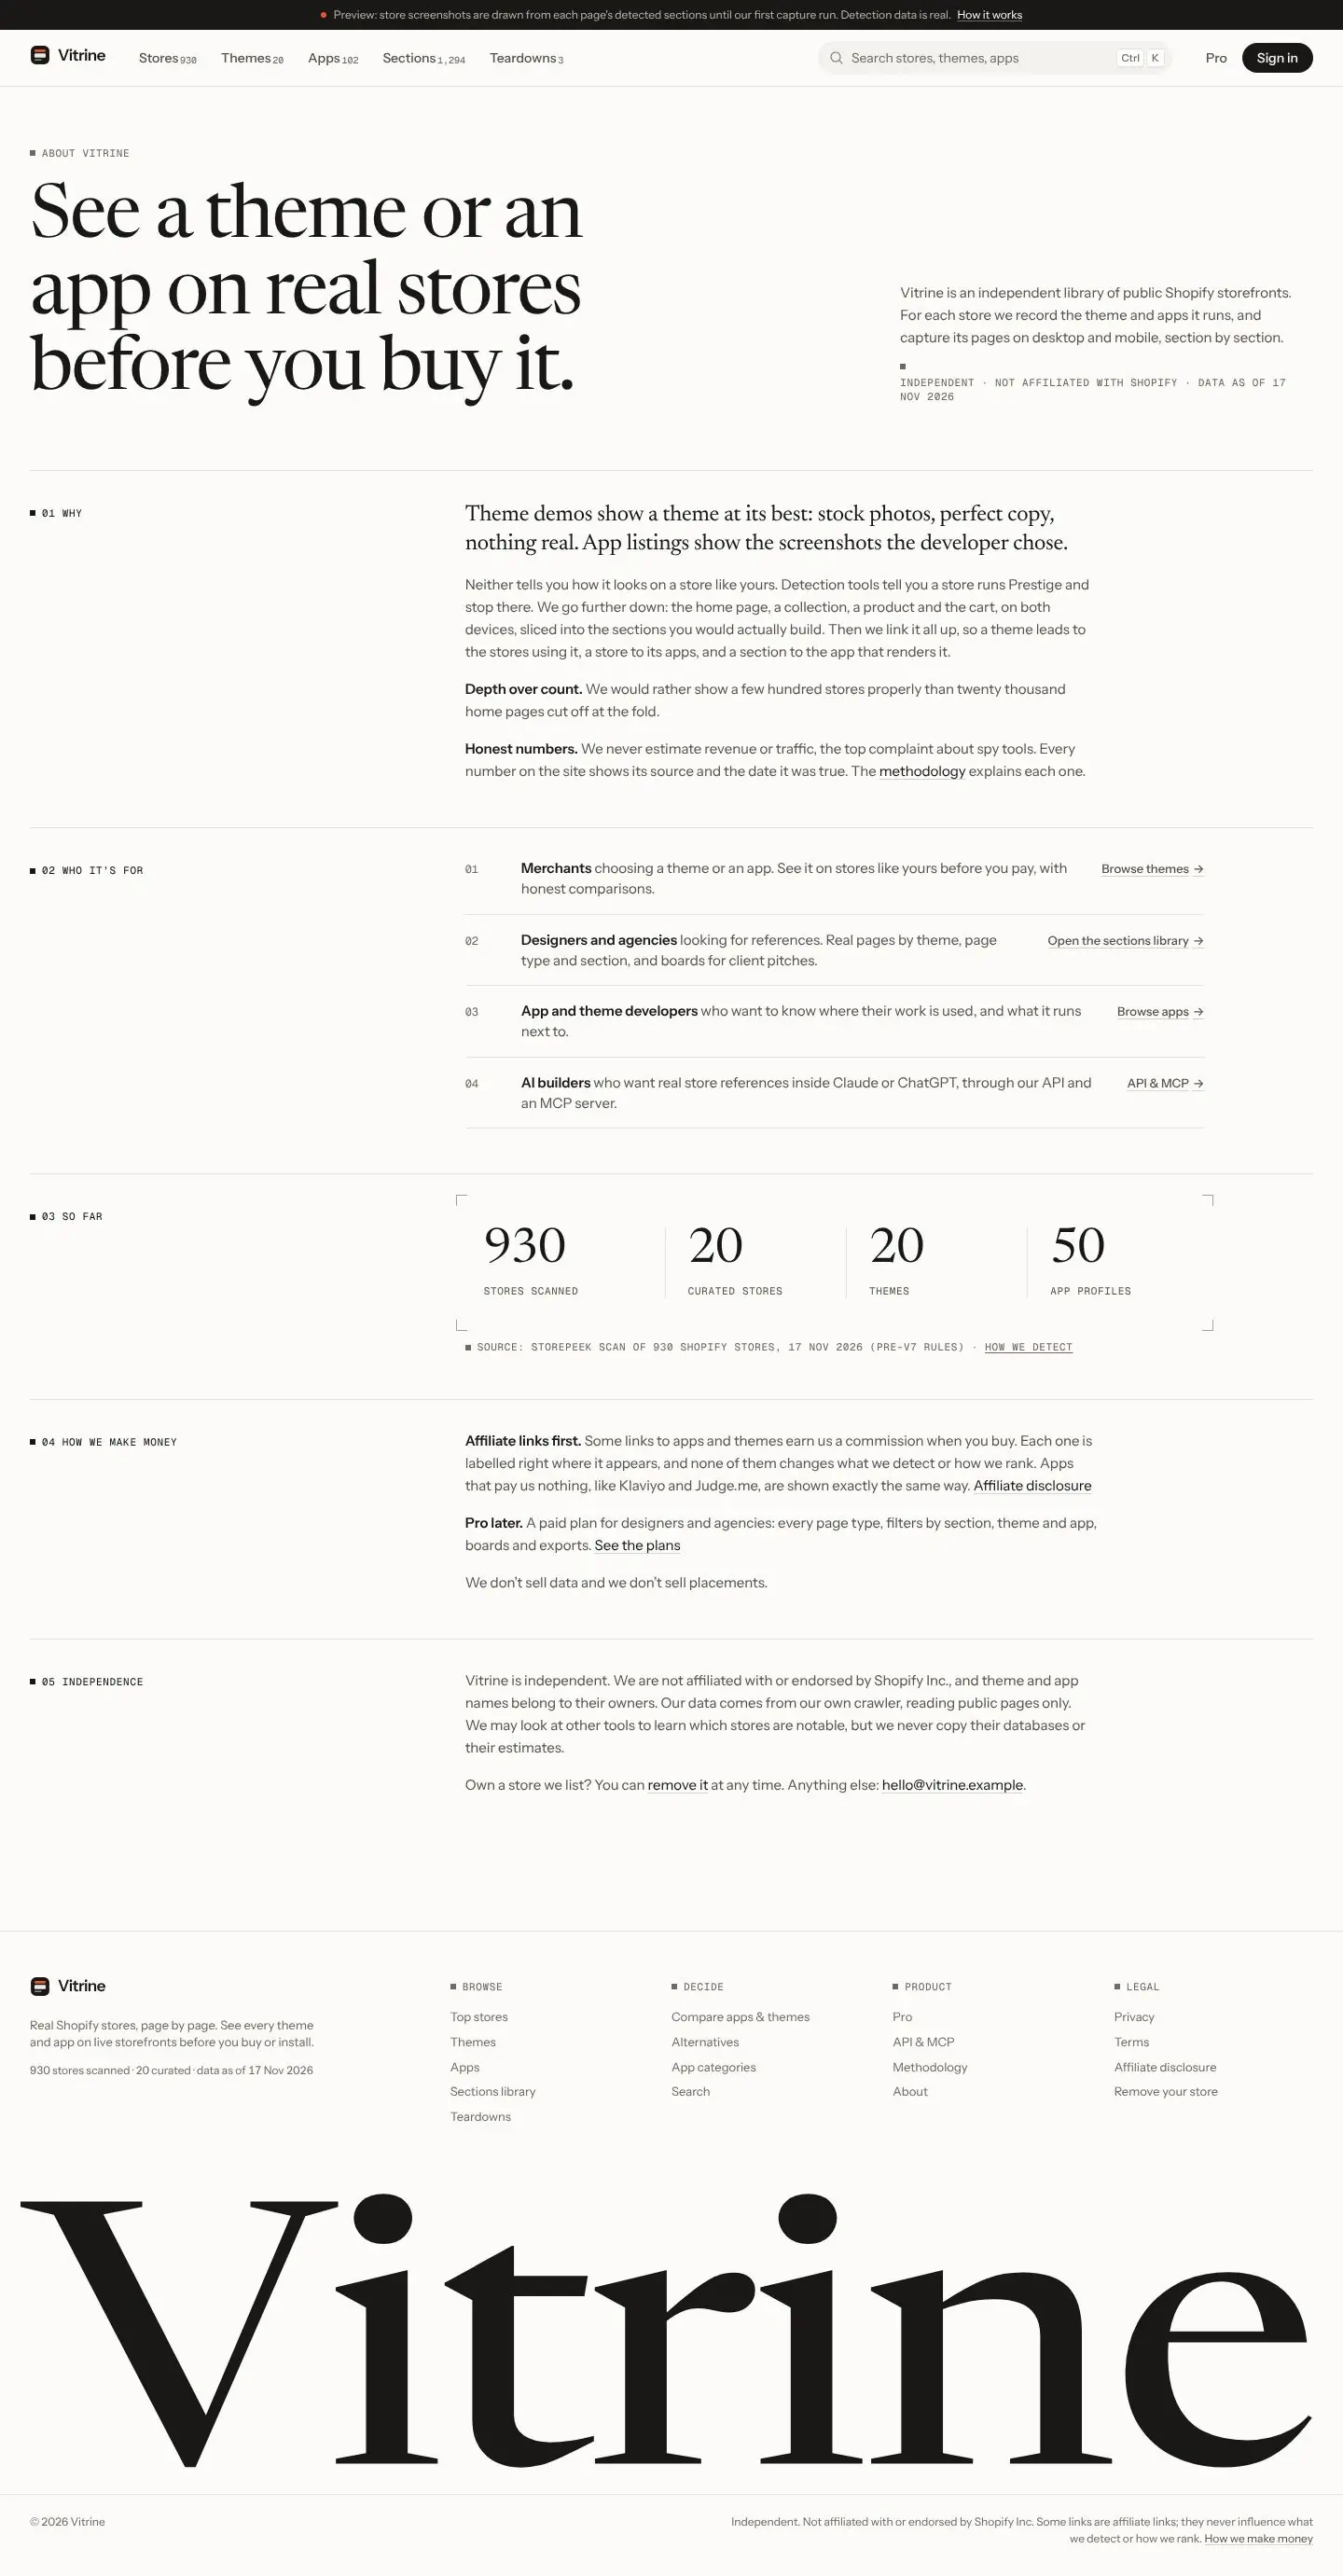 Preview: store screenshots are drawn from each page's detected sections until our first capture run. Detection data is real. How it works
Vitrine
Stores 930
Themes 20
Apps 102
Sections 1,294
Teardowns 3
Search stores, themes, apps
Ctrl K
Pro
Sign in
ABOUT VITRINE
See a theme or an
app on real stores
before you buy it.
Vitrine is an independent library of public Shopify storefronts.
For each store we record the theme and apps it runs, and
capture its pages on desktop and mobile, section by section.
INDEPENDENT · NOT AFFILIATED WITH SHOPIFY · DATA AS OF 17
NOV 2026
01 WHY
Theme demos show a theme at its best: stock photos, perfect copy,
nothing real. App listings show the screenshots the developer chose.
Neither tells you how it looks on a store like yours. Detection tools tell you a store runs Prestige and
stop there. We go further down: the home page, a collection, a product and the cart, on both
devices, sliced into the sections you would actually build. Then we link it all up, so a theme leads to
the stores using it, a store to its apps, and a section to the app that renders it.
Depth over count. We would rather show a few hundred stores properly than twenty thousand
home pages cut off at the fold.
Honest numbers. We never estimate revenue or traffic, the top complaint about spy tools. Every
number on the site shows its source and the date it was true. The methodology explains each one.
02 WHO IT'S FOR
01
Merchants choosing a theme or an app. See it on stores like yours before you pay, with
honest comparisons.
Browse themes →
02
Designers and agencies looking for references. Real pages by theme, page
type and section, and boards for client pitches.
Open the sections library →
03
App and theme developers who want to know where their work is used, and what it runs
next to.
Browse apps →
04
AI builders who want real store references inside Claude or ChatGPT, through our API and
an MCP server.
API & MCP →
03 SO FAR
930
STORES SCANNED
20
CURATED STORES
20
THEMES
50
APP PROFILES
SOURCE: STOREPEEK SCAN OF 930 SHOPIFY STORES, 17 NOV 2026 (PRE-V7 RULES) · HOW WE DETECT
04 HOW WE MAKE MONEY
Affiliate links first. Some links to apps and themes earn us a commission when you buy. Each one is
labelled right where it appears, and none of them changes what we detect or how we rank. Apps
that pay us nothing, like Klaviyo and Judge.me, are shown exactly the same way. Affiliate disclosure
Pro later. A paid plan for designers and agencies: every page type, filters by section, theme and app,
boards and exports. See the plans
We don't sell data and we don't sell placements.
05 INDEPENDENCE
Vitrine is independent. We are not affiliated with or endorsed by Shopify Inc., and theme and app
names belong to their owners. Our data comes from our own crawler, reading public pages only.
We may look at other tools to learn which stores are notable, but we never copy their databases or
their estimates.
Own a store we list? You can remove it at any time. Anything else: hello@vitrine.example.
Vitrine
Real Shopify stores, page by page. See every theme
and app on live storefronts before you buy or install.
930 stores scanned · 20 curated · data as of 17 Nov 2026
BROWSE
Top stores
Themes
Apps
Sections library
Teardowns
DECIDE
Compare apps & themes
Alternatives
App categories
Search
PRODUCT
Pro
API & MCP
Methodology
About
LEGAL
Privacy
Terms
Affiliate disclosure
Remove your store
Vitrine
© 2026 Vitrine
Independent. Not affiliated with or endorsed by Shopify Inc. Some links are affiliate links; they never influence what
we detect or how we rank. How we make money